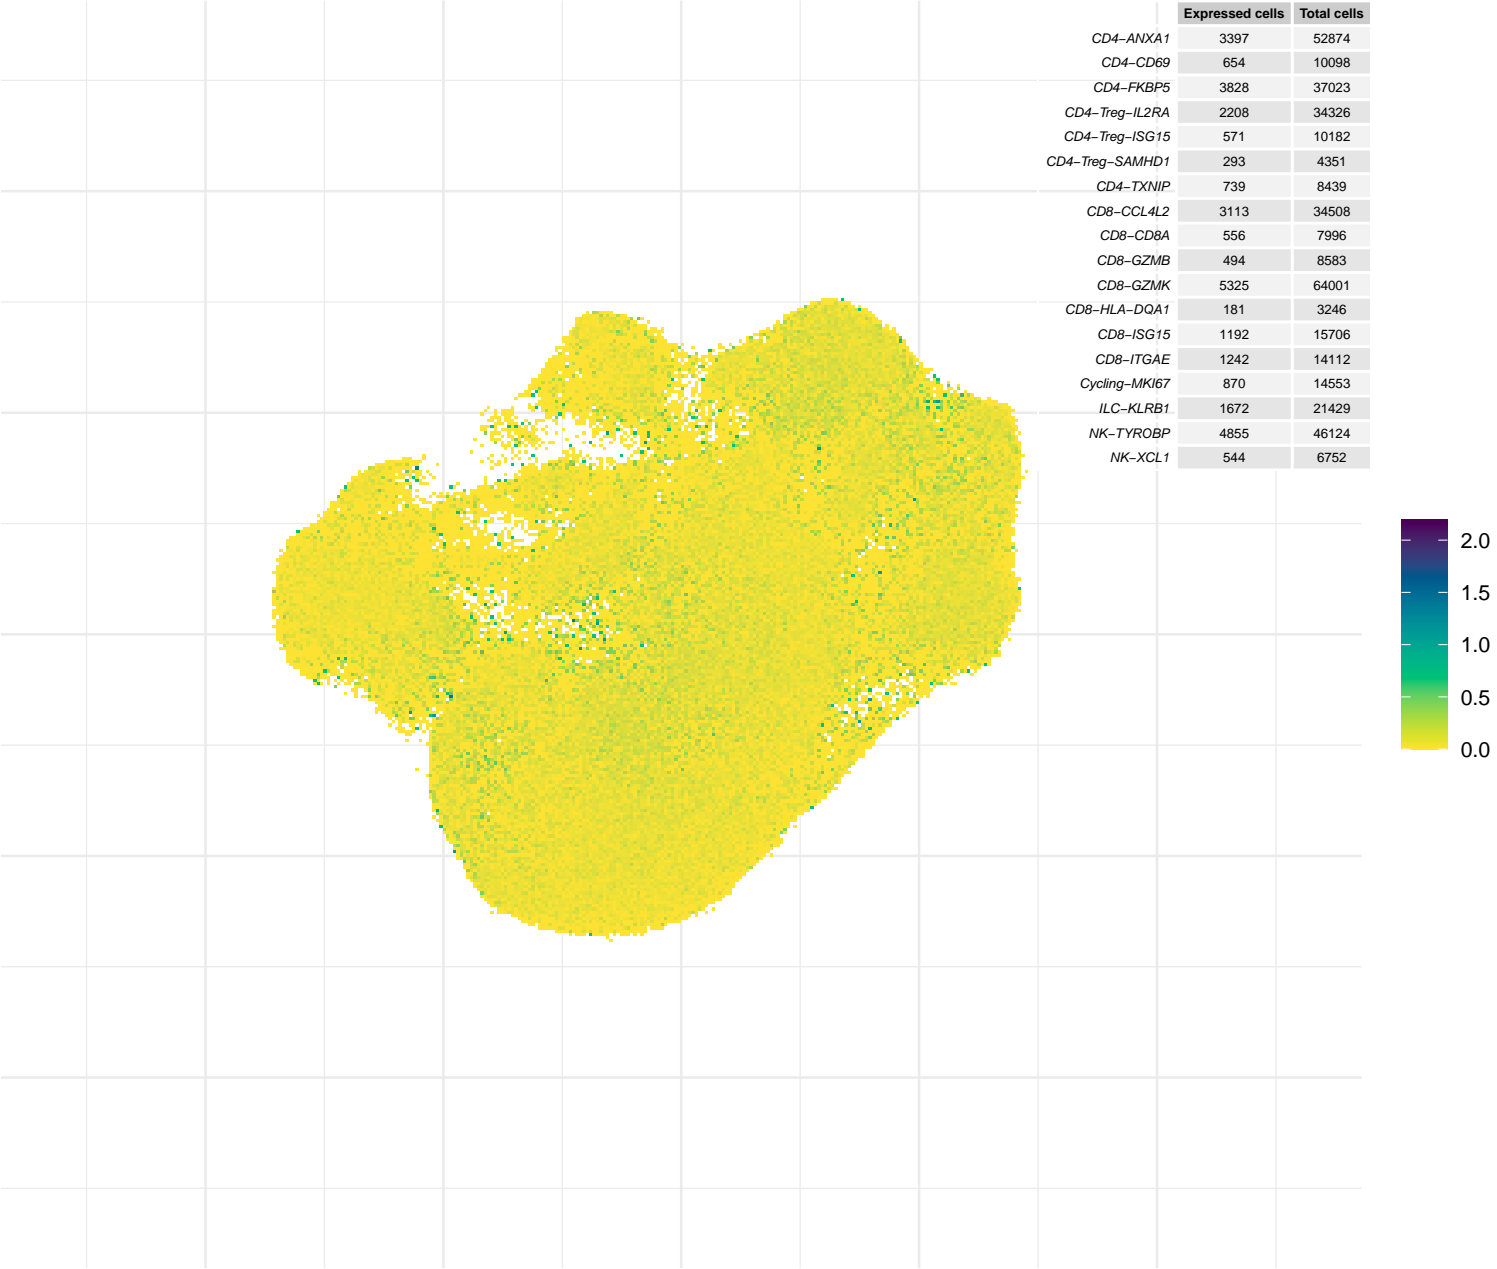 Expressed cells Total cells
CD4−ANXA1 3397 52874
CD4−CD69 654 10098
CD4−FKBP5 3828 37023
CD4−Treg−IL2RA 2208 34326
CD4−Treg−ISG15 571 10182
CD4−Treg−SAMHD1 293 4351
CD4−TXNIP 739 8439
CD8−CCL4L2 3113 34508
CD8−CD8A 556 7996
CD8−GZMB 494 8583
CD8−GZMK 5325 64001
CD8−HLA−DQA1 181 3246
CD8−ISG15 1192 15706
CD8−ITGAE 1242 14112
Cycling−MKI67 870 14553
ILC−KLRB1 1672 21429
NK−TYROBP 4855 46124
NK−XCL1 544 6752
2.0
1.5
1.0
0.5
0.0